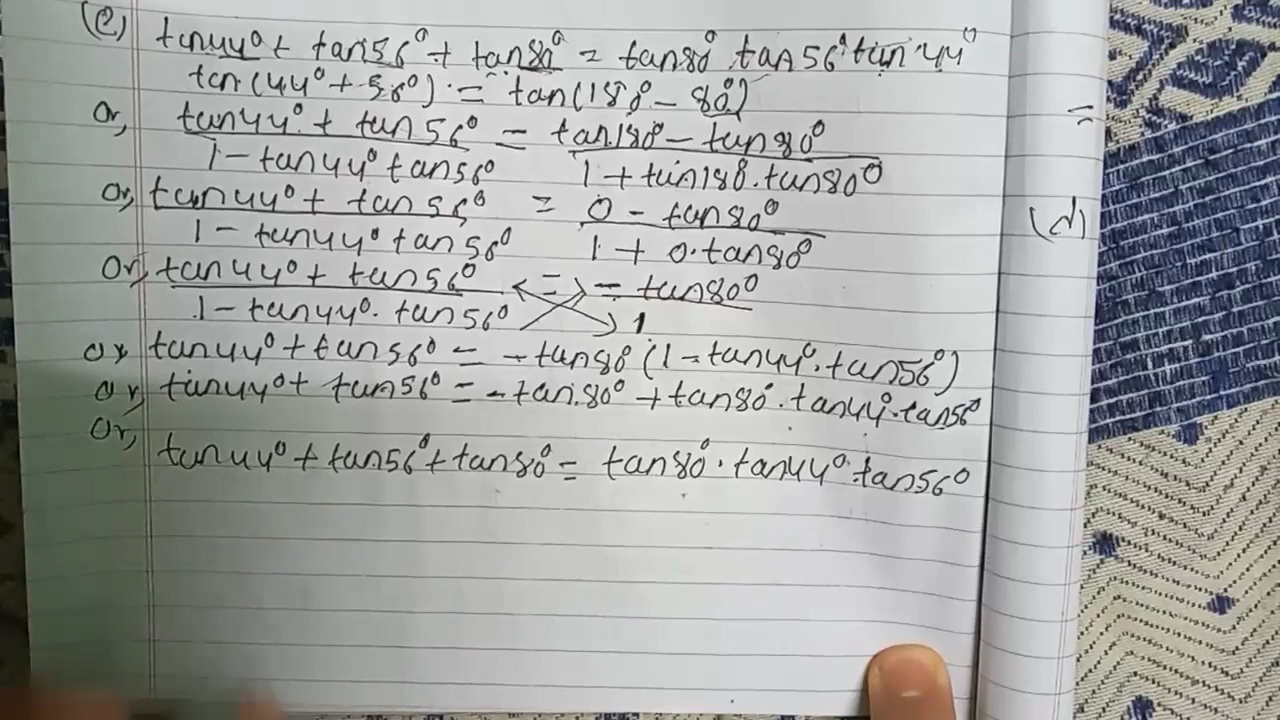 (e) tan44° + tan56° + tan80° = tan80° . tan56° tan44°
tan (44° + 56°) = tan(180° - 80°)
Or, tan44° + tan56° / 1 - tan44° tan56° = tan180° - tan80° / 1 + tan180°.tan80°
Or, tan44° + tan56° / 1 - tan44° tan56° = 0 - tan80° / 1 + 0.tan80°
Or, tan44° + tan56° / 1 - tan44°. tan56° = - tan80° / 1
or, tan44° + tan56° = -tan80° (1 - tan44°.tan56°)
or, tan44° + tan56° = -tan80° + tan80°.tan44°.tan56°
Or, tan44° + tan56° + tan80° = tan80°.tan44°.tan56°
=
(d)